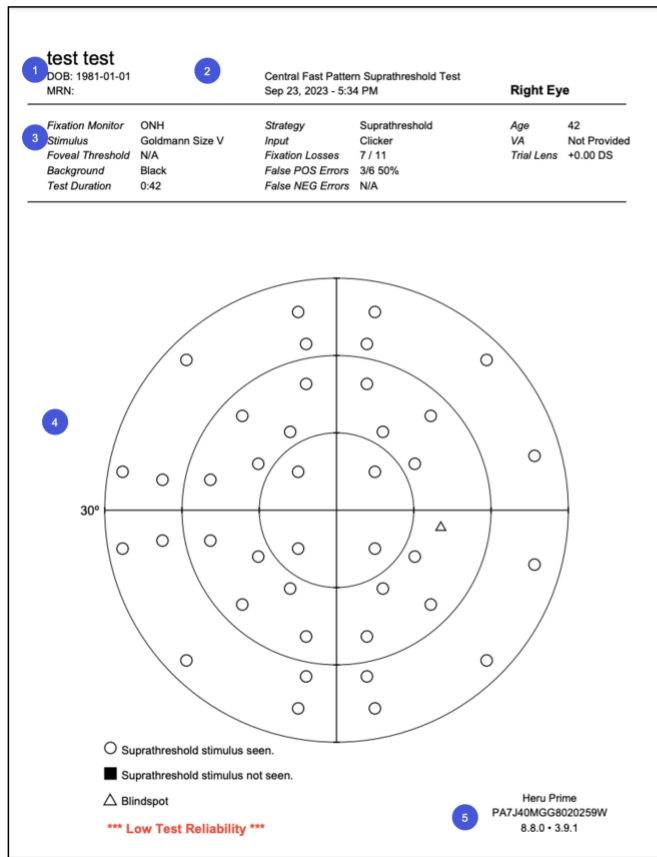 test test
1
DOB: 1981-01-01
MRN:
2
Central Fast Pattern Suprathreshold Test
Sep 23, 2023 - 5:34 PM
Right Eye
3
Fixation Monitor ONH
Stimulus Goldmann Size V
Foveal Threshold N/A
Background Black
Test Duration 0:42
Strategy Suprathreshold
Input Clicker
Fixation Losses 7 / 11
False POS Errors 3/6 50%
False NEG Errors N/A
Age 42
VA Not Provided
Trial Lens +0.00 DS
4
30º
Suprathreshold stimulus seen.
Suprathreshold stimulus not seen.
Blindspot
*** Low Test Reliability ***
5
Heru Prime
PA7J40MGG8020259W
8.8.0 • 3.9.1